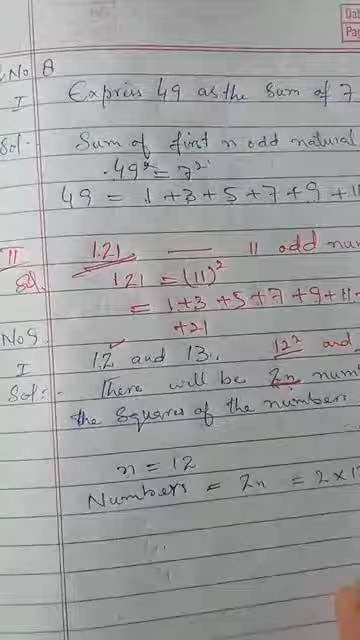 No 8
I Express 49 as the Sum of 7
Sol:- Sum of first n odd natural
49² = 7²
49 = 1+3+5+7+9+11
II 121 — 11 odd num
Sol. 121 = (11)²
= 1+3+5+7+9+11+
+21
No 9.
I 12 and 13. 12² and
Sol:- There will be 2n num
the Squares of the numbers
n = 12
Numbers = 2n = 2×1